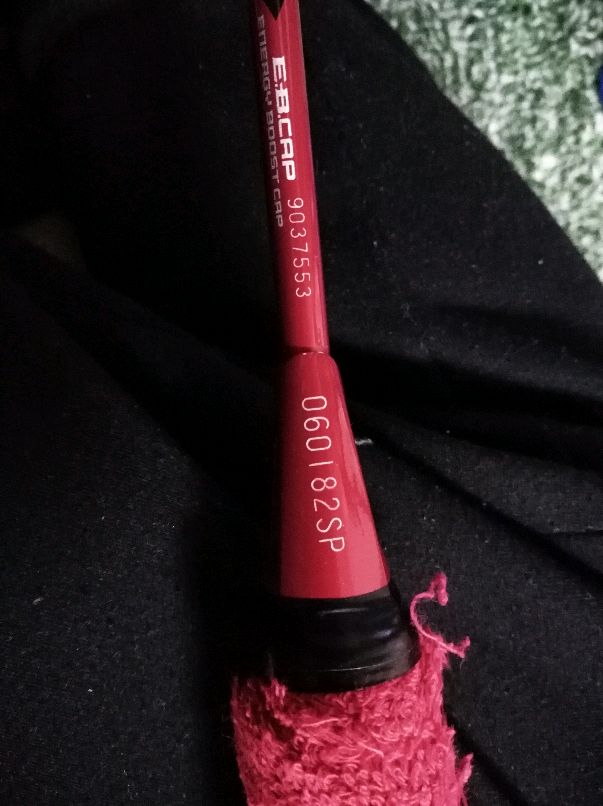 E.B.CAP
ENERGY BOOST CAP
9037553
060182SP